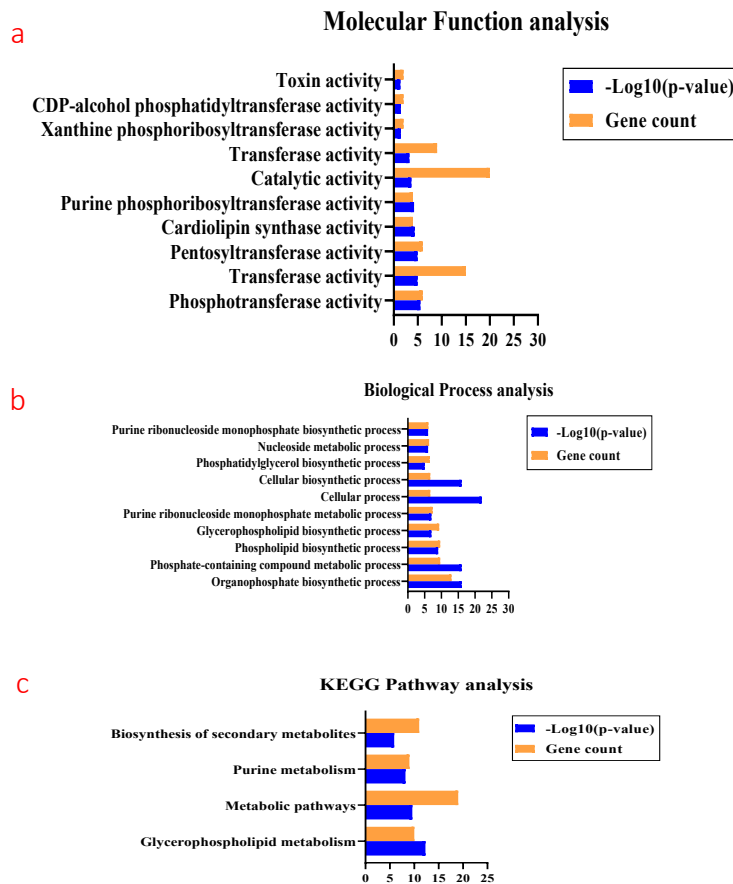 a
Molecular Function analysis
Toxin activity
CDP-alcohol phosphatidyltransferase activity
Xanthine phosphoribosyltransferase activity
Transferase activity
Catalytic activity
Purine phosphoribosyltransferase activity
Cardiolipin synthase activity
Pentosyltransferase activity
Transferase activity
Phosphotransferase activity
0 5 10 15 20 25 30
-Log10(p-value)
Gene count
b
Biological Process analysis
Purine ribonucleoside monophosphate biosynthetic process
Nucleoside metabolic process
Phosphatidylglycerol biosynthetic process
Cellular biosynthetic process
Cellular process
Purine ribonucleoside monophosphate metabolic process
Glycerophospholipid biosynthetic process
Phospholipid biosynthetic process
Phosphate-containing compound metabolic process
Organophosphate biosynthetic process
0 5 10 15 20 25 30
-Log10(p-value)
Gene count
c
KEGG Pathway analysis
Biosynthesis of secondary metabolites
Purine metabolism
Metabolic pathways
Glycerophospholipid metabolism
0 5 10 15 20 25
-Log10(p-value)
Gene count